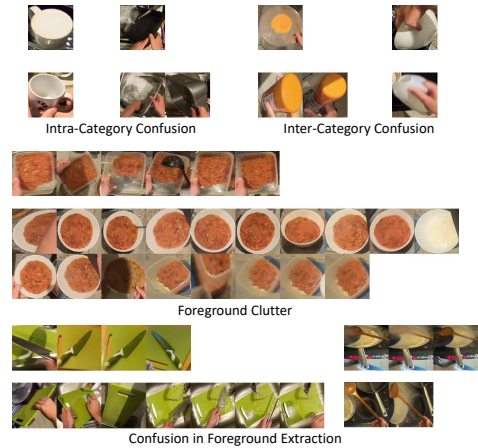 Intra-Category Confusion
Inter-Category Confusion
Foreground Clutter
Confusion in Foreground Extraction